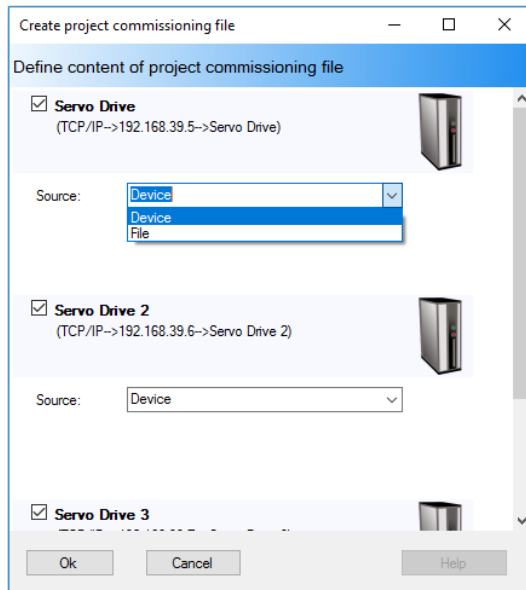 Create project commissioning file
Define content of project commissioning file
Servo Drive
(TCP/IP-->192.168.39.5-->Servo Drive)
Source:
Device
Device
File
Servo Drive 2
(TCP/IP-->192.168.39.6-->Servo Drive 2)
Source:
Device
Servo Drive 3
Ok
Cancel
Help